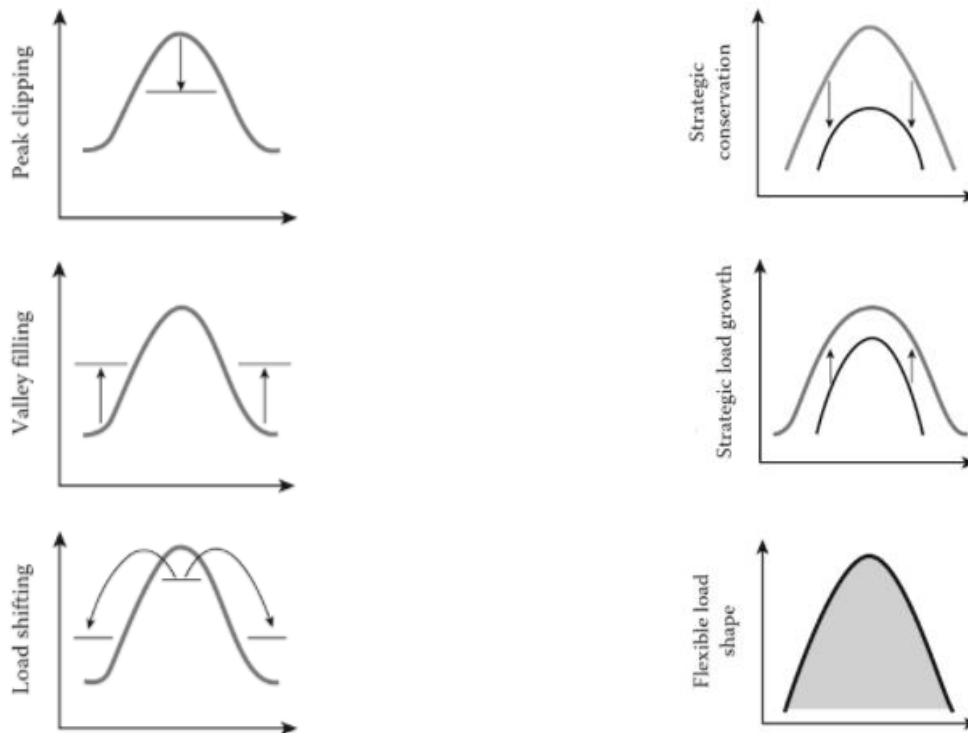 Peak clipping
Strategic
conservation
Valley filling
Strategic load growth
Load shifting
Flexible load
shape